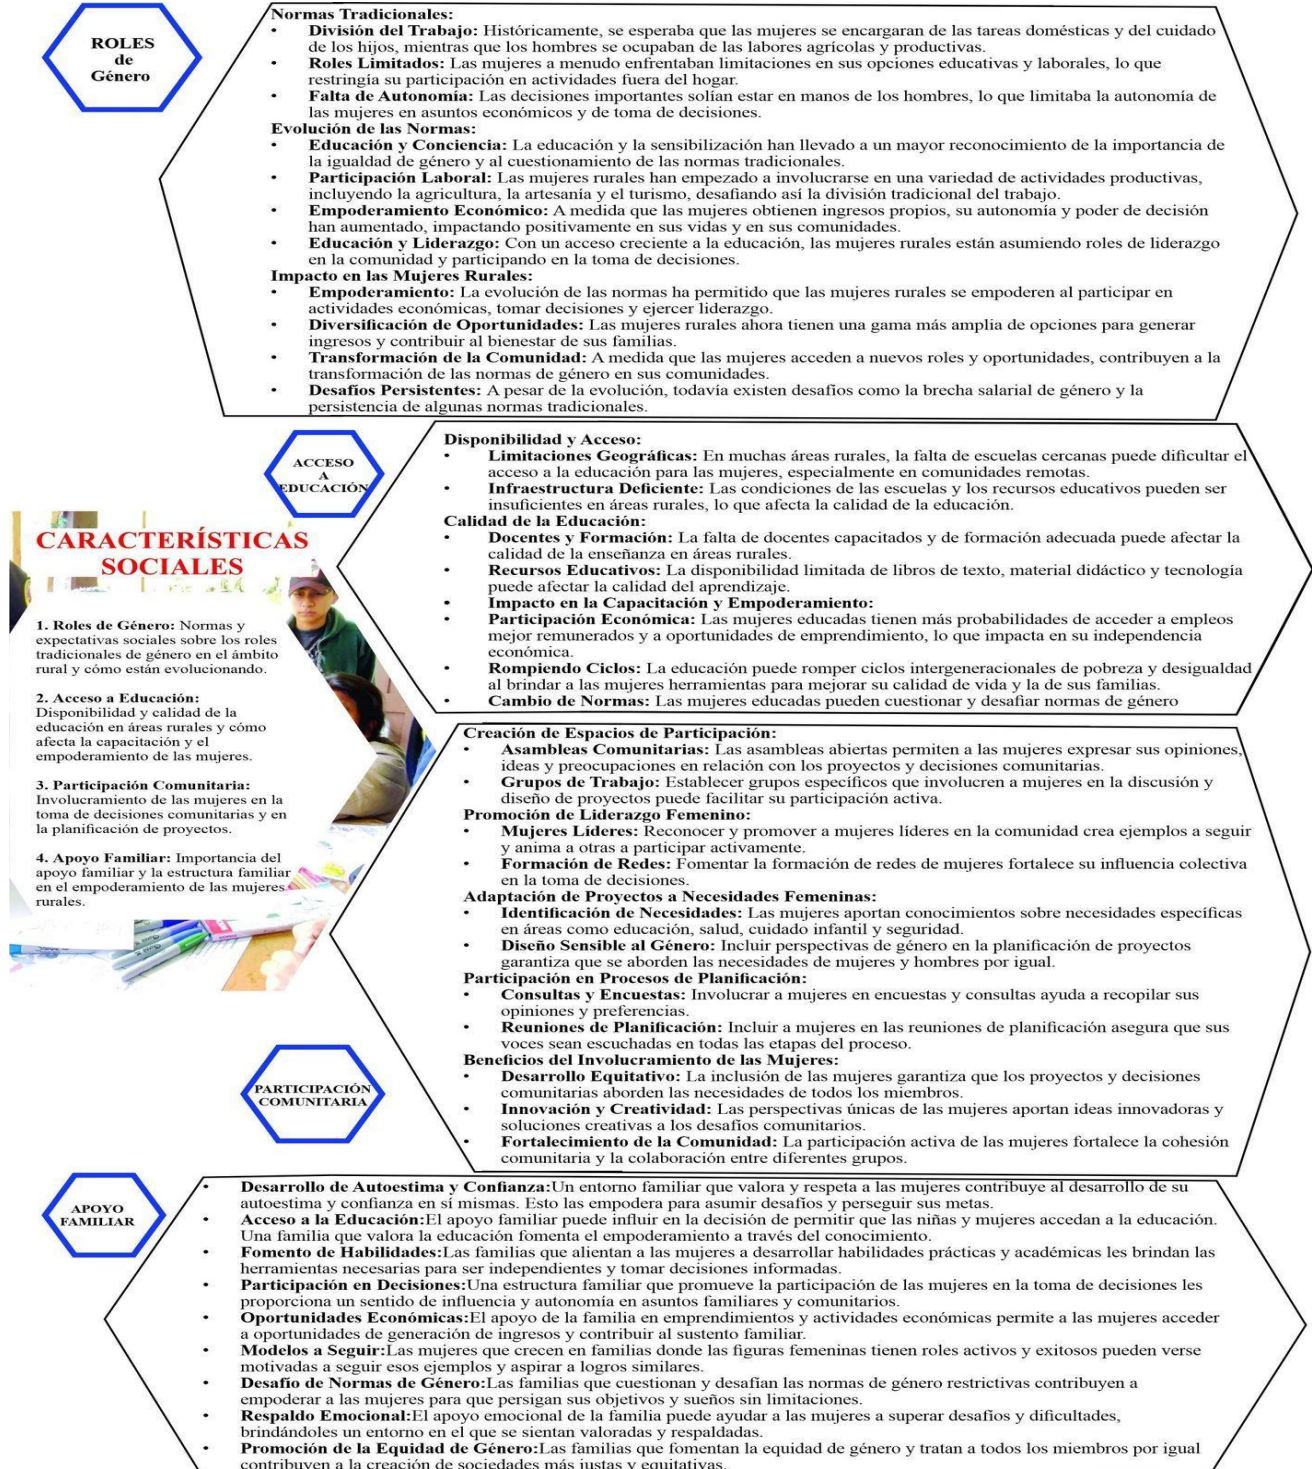 ROLES
de
Género
Normas Tradicionales:
• División del Trabajo: Históricamente, se esperaba que las mujeres se encargaran de las tareas domésticas y del cuidado
de los hijos, mientras que los hombres se ocupaban de las labores agrícolas y productivas.
• Roles Limitados: Las mujeres a menudo enfrentaban limitaciones en sus opciones educativas y laborales, lo que
restringía su participación en actividades fuera del hogar.
• Falta de Autonomía: Las decisiones importantes solían estar en manos de los hombres, lo que limitaba la autonomía de
las mujeres en asuntos económicos y de toma de decisiones.
Evolución de las Normas:
• Educación y Conciencia: La educación y la sensibilización han llevado a un mayor reconocimiento de la importancia de
la igualdad de género y al cuestionamiento de las normas tradicionales.
• Participación Laboral: Las mujeres rurales han empezado a involucrarse en una variedad de actividades productivas,
incluyendo la agricultura, la artesanía y el turismo, desafiando así la división tradicional del trabajo.
• Empoderamiento Económico: A medida que las mujeres obtienen ingresos propios, su autonomía y poder de decisión
han aumentado, impactando positivamente en sus vidas y en sus comunidades.
• Educación y Liderazgo: Con un acceso creciente a la educación, las mujeres rurales están asumiendo roles de liderazgo
en la comunidad y participando en la toma de decisiones.
Impacto en las Mujeres Rurales:
• Empoderamiento: La evolución de las normas ha permitido que las mujeres rurales se empoderen al participar en
actividades económicas, tomar decisiones y ejercer liderazgo.
• Diversificación de Oportunidades: Las mujeres rurales ahora tienen una gama más amplia de opciones para generar
ingresos y contribuir al bienestar de sus familias.
• Transformación de la Comunidad: A medida que las mujeres acceden a nuevos roles y oportunidades, contribuyen a la
transformación de las normas de género en sus comunidades.
• Desafíos Persistentes: A pesar de la evolución, todavía existen desafíos como la brecha salarial de género y la
persistencia de algunas normas tradicionales.
ACCESO
A
EDUCACIÓN
Disponibilidad y Acceso:
• Limitaciones Geográficas: En muchas áreas rurales, la falta de escuelas cercanas puede dificultar el
acceso a la educación para las mujeres, especialmente en comunidades remotas.
• Infraestructura Deficiente: Las condiciones de las escuelas y los recursos educativos pueden ser
insuficientes en áreas rurales, lo que afecta la calidad de la educación.
Calidad de la Educación:
• Docentes y Formación: La falta de docentes capacitados y de formación adecuada puede afectar la
calidad de la enseñanza en áreas rurales.
• Recursos Educativos: La disponibilidad limitada de libros de texto, material didáctico y tecnología
puede afectar la calidad del aprendizaje.
• Impacto en la Capacitación y Empoderamiento:
• Participación Económica: Las mujeres educadas tienen más probabilidades de acceder a empleos
mejor remunerados y a oportunidades de emprendimiento, lo que impacta en su independencia
económica.
• Rompiendo Ciclos: La educación puede romper ciclos intergeneracionales de pobreza y desigualdad
al brindar a las mujeres herramientas para mejorar su calidad de vida y la de sus familias.
• Cambio de Normas: Las mujeres educadas pueden cuestionar y desafiar normas de género
CARACTERÍSTICAS
SOCIALES
1. Roles de Género: Normas y
expectativas sociales sobre los roles
tradicionales de género en el ámbito
rural y cómo están evolucionando.
2. Acceso a Educación:
Disponibilidad y calidad de la
educación en áreas rurales y cómo
afecta la capacitación y el
empoderamiento de las mujeres.
3. Participación Comunitaria:
Involucramiento de las mujeres en la
toma de decisiones comunitarias y en
la planificación de proyectos.
4. Apoyo Familiar: Importancia del
apoyo familiar y la estructura familiar
en el empoderamiento de las mujeres
rurales.
Creación de Espacios de Participación:
• Asambleas Comunitarias: Las asambleas abiertas permiten a las mujeres expresar sus opiniones,
ideas y preocupaciones en relación con los proyectos y decisiones comunitarias.
• Grupos de Trabajo: Establecer grupos específicos que involucren a mujeres en la discusión y
diseño de proyectos puede facilitar su participación activa.
Promoción de Liderazgo Femenino:
• Mujeres Líderes: Reconocer y promover a mujeres líderes en la comunidad crea ejemplos a seguir
y anima a otras a participar activamente.
• Formación de Redes: Fomentar la formación de redes de mujeres fortalece su influencia colectiva
en la toma de decisiones.
Adaptación de Proyectos a Necesidades Femeninas:
• Identificación de Necesidades: Las mujeres aportan conocimientos sobre necesidades específicas
en áreas como educación, salud, cuidado infantil y seguridad.
• Diseño Sensible al Género: Incluir perspectivas de género en la planificación de proyectos
garantiza que se aborden las necesidades de mujeres y hombres por igual.
Participación en Procesos de Planificación:
• Consultas y Encuestas: Involucrar a mujeres en encuestas y consultas ayuda a recopilar sus
opiniones y preferencias.
• Reuniones de Planificación: Incluir a mujeres en las reuniones de planificación asegura que sus
voces sean escuchadas en todas las etapas del proceso.
Beneficios del Involucramiento de las Mujeres:
• Desarrollo Equitativo: La inclusión de las mujeres garantiza que los proyectos y decisiones
comunitarias aborden las necesidades de todos los miembros.
• Innovación y Creatividad: Las perspectivas únicas de las mujeres aportan ideas innovadoras y
soluciones creativas a los desafíos comunitarios.
• Fortalecimiento de la Comunidad: La participación activa de las mujeres fortalece la cohesión
comunitaria y la colaboración entre diferentes grupos.
PARTICIPACIÓN
COMUNITARIA
APOYO
FAMILIAR
• Desarrollo de Autoestima y Confianza:Un entorno familiar que valora y respeta a las mujeres contribuye al desarrollo de su
autoestima y confianza en sí mismas. Esto las empodera para asumir desafíos y perseguir sus metas.
• Acceso a la Educación:El apoyo familiar puede influir en la decisión de permitir que las niñas y mujeres accedan a la educación.
Una familia que valora la educación fomenta el empoderamiento a través del conocimiento.
• Fomento de Habilidades:Las familias que alientan a las mujeres a desarrollar habilidades prácticas y académicas les brindan las
herramientas necesarias para ser independientes y tomar decisiones informadas.
• Participación en Decisiones:Una estructura familiar que promueve la participación de las mujeres en la toma de decisiones les
proporciona un sentido de influencia y autonomía en asuntos familiares y comunitarios.
• Oportunidades Económicas:El apoyo de la familia en emprendimientos y actividades económicas permite a las mujeres acceder
a oportunidades de generación de ingresos y contribuir al sustento familiar.
• Modelos a Seguir:Las mujeres que crecen en familias donde las figuras femeninas tienen roles activos y exitosos pueden verse
motivadas a seguir esos ejemplos y aspirar a logros similares.
• Desafío de Normas de Género:Las familias que cuestionan y desafían las normas de género restrictivas contribuyen a
empoderar a las mujeres para que persigan sus objetivos y sueños sin limitaciones.
• Respaldo Emocional:El apoyo emocional de la familia puede ayudar a las mujeres a superar desafíos y dificultades,
brindándoles un entorno en el que se sientan valoradas y respaldadas.
• Promoción de la Equidad de Género:Las familias que fomentan la equidad de género y tratan a todos los miembros por igual
contribuyen a la creación de sociedades más justas y equitativas.